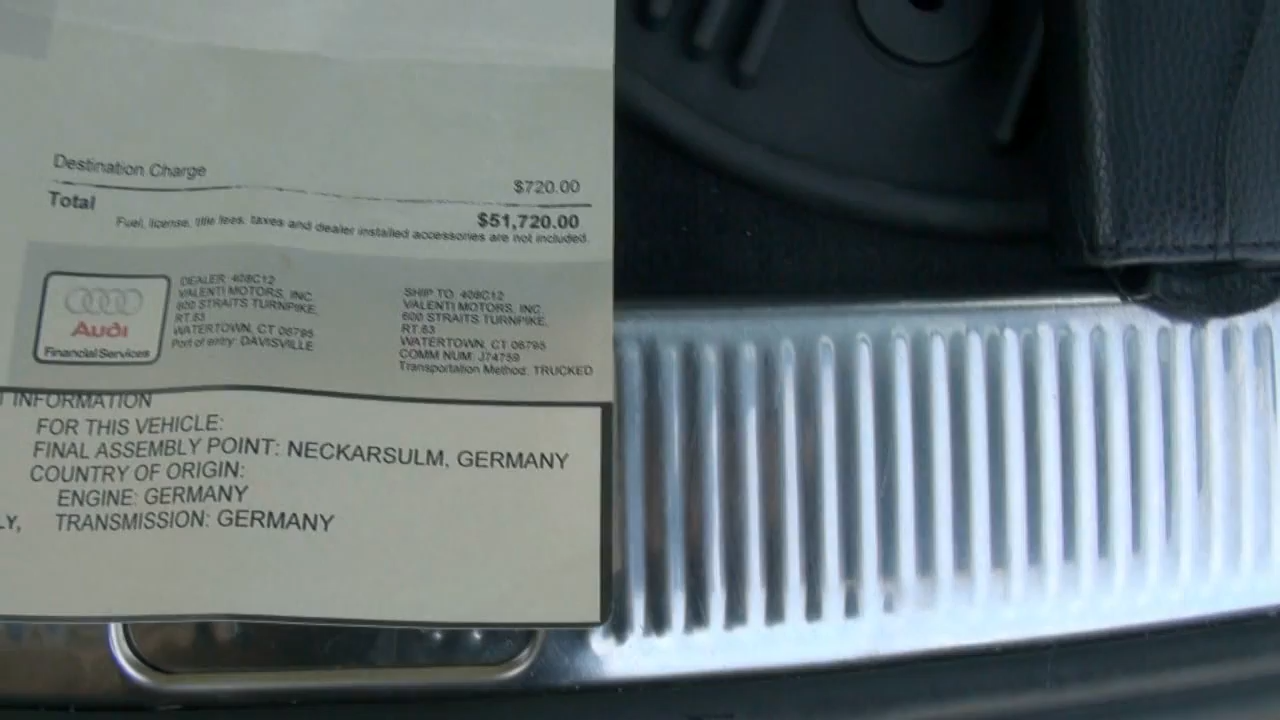 Destination Charge $720.00
Total $51,720.00
Fuel, license, title fees, taxes and dealer installed accessories are not included.
Audi
Financial Services
DEALER: 408C12
VALENTI MOTORS, INC.
600 STRAITS TURNPIKE,
RT.63
WATERTOWN, CT 06795
Port of entry: DAVISVILLE
SHIP TO: 408C12
VALENTI MOTORS, INC.
600 STRAITS TURNPIKE,
RT.63
WATERTOWN, CT 06795
COMM NUM: J74759
Transportation Method: TRUCKED
INFORMATION
FOR THIS VEHICLE:
FINAL ASSEMBLY POINT: NECKARSULM, GERMANY
COUNTRY OF ORIGIN:
ENGINE: GERMANY
TRANSMISSION: GERMANY